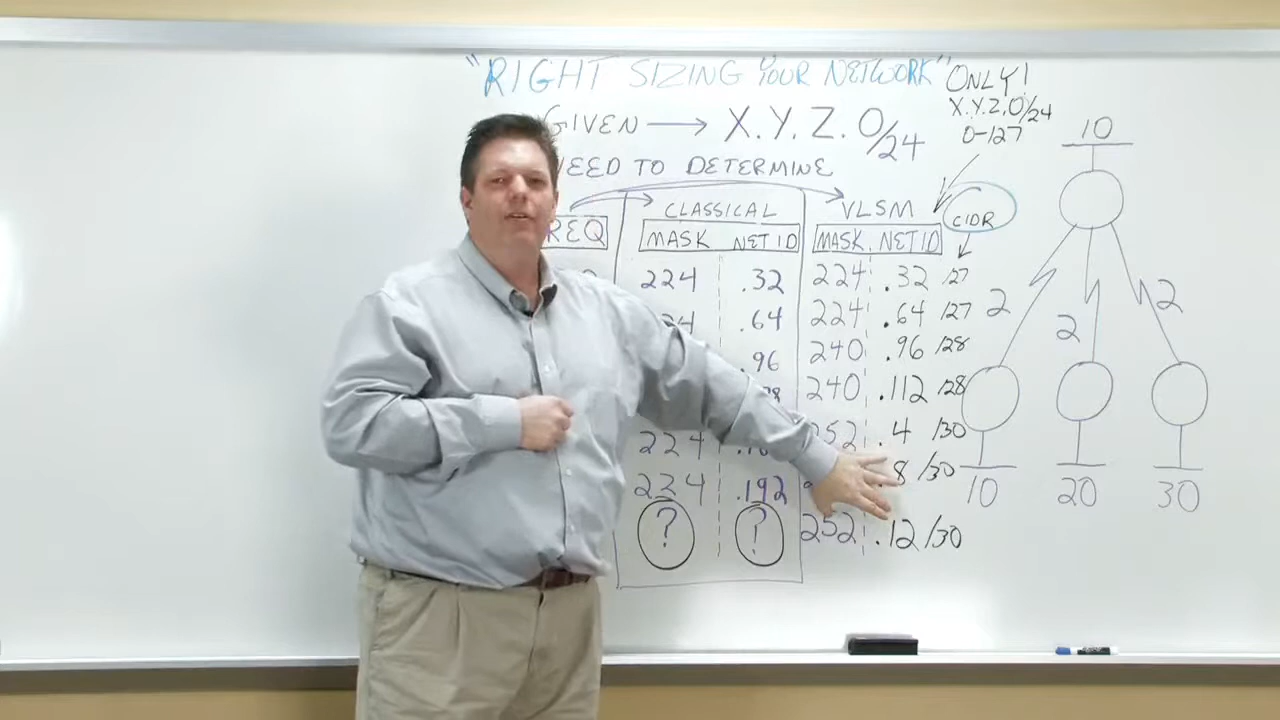 "RIGHT SIZING YOUR NETWORK"
ONLY!
X.Y.Z.0/24
0-127
GIVEN → X.Y.Z.0/24
NEED TO DETERMINE
REQ
CLASSICAL
MASK NET ID
224 .32
.64
.96
224
224 .192
? ?
VLSM
MASK NET ID
CIDR
224 .32 /27
224 .64 /27
240 .96 /28
240 .112 /28
252 .4 /30
.8 /30
252 .12 /30
10
2 2 2
10 20 30